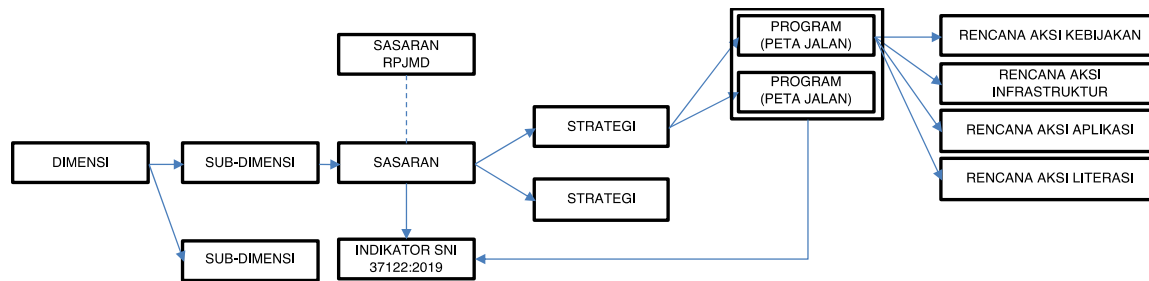 PROGRAM
(PETA JALAN)
RENCANA AKSI KEBIJAKAN
SASARAN
RPJMD
PROGRAM
(PETA JALAN)
RENCANA AKSI
INFRASTRUKTUR
STRATEGI
RENCANA AKSI APLIKASI
DIMENSI
SUB-DIMENSI
SASARAN
STRATEGI
RENCANA AKSI LITERASI
SUB-DIMENSI
INDIKATOR SNI
37122:2019